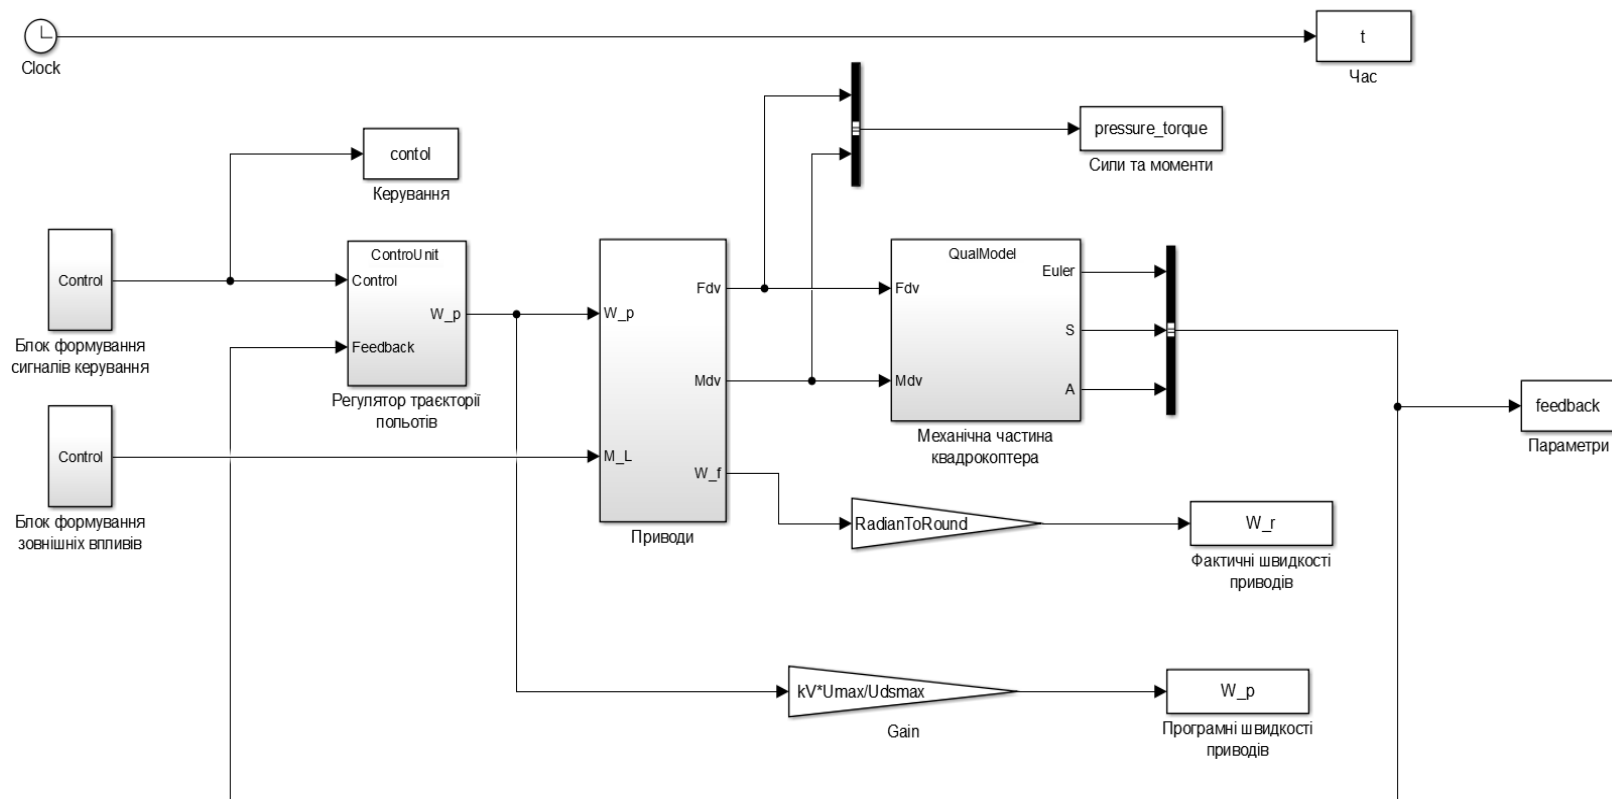 t
Clock
Час
pressure_torque
Сили та моменти
contol
Керування
Control
Блок формування
сигналів керування
ControUnit
Control
W_p
Feedback
Регулятор траєкторії
польотів
Control
Блок формування
зовнішніх впливів
Fdv
W_p
Mdv
M_L
W_f
Приводи
QualModel
Euler
Fdv
S
Mdv
A
Механічна частина
квадрокоптера
feedback
Параметри
RadianToRound
W_r
Фактичні швидкості
приводів
kV*Umax/Udsmax
Gain
W_p
Програмні швидкості
приводів